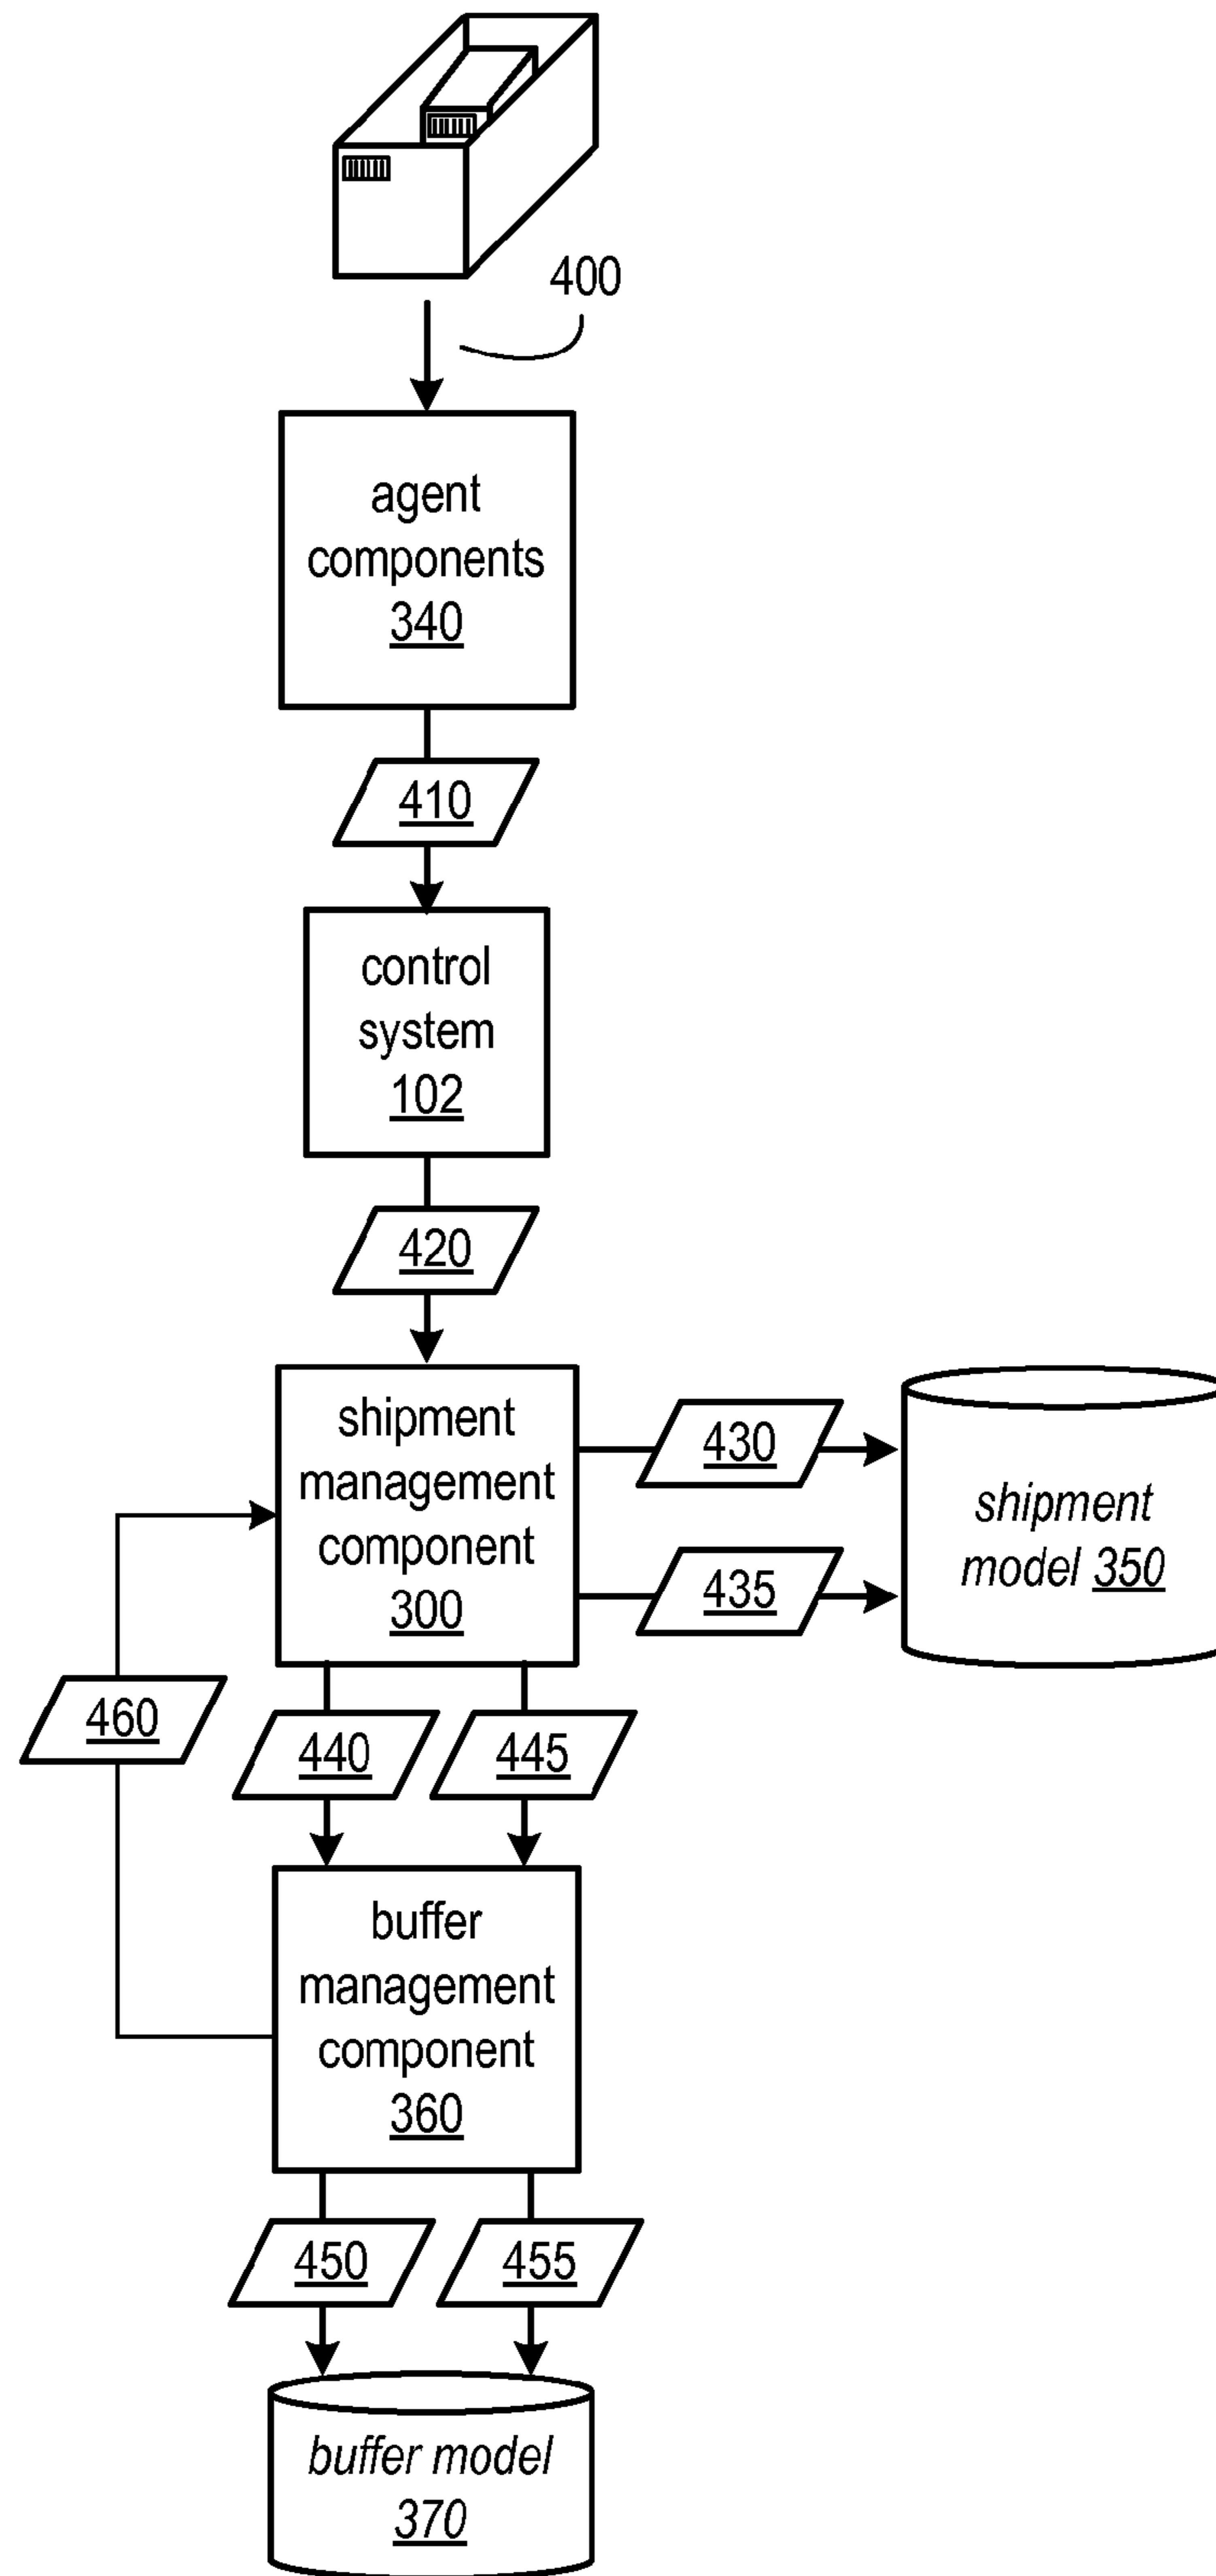 400
agent
components
340
410
control
system
102
420
shipment
management
component
300
430
435
shipment
model 350
460
440
445
buffer
management
component
360
450
455
buffer model
370